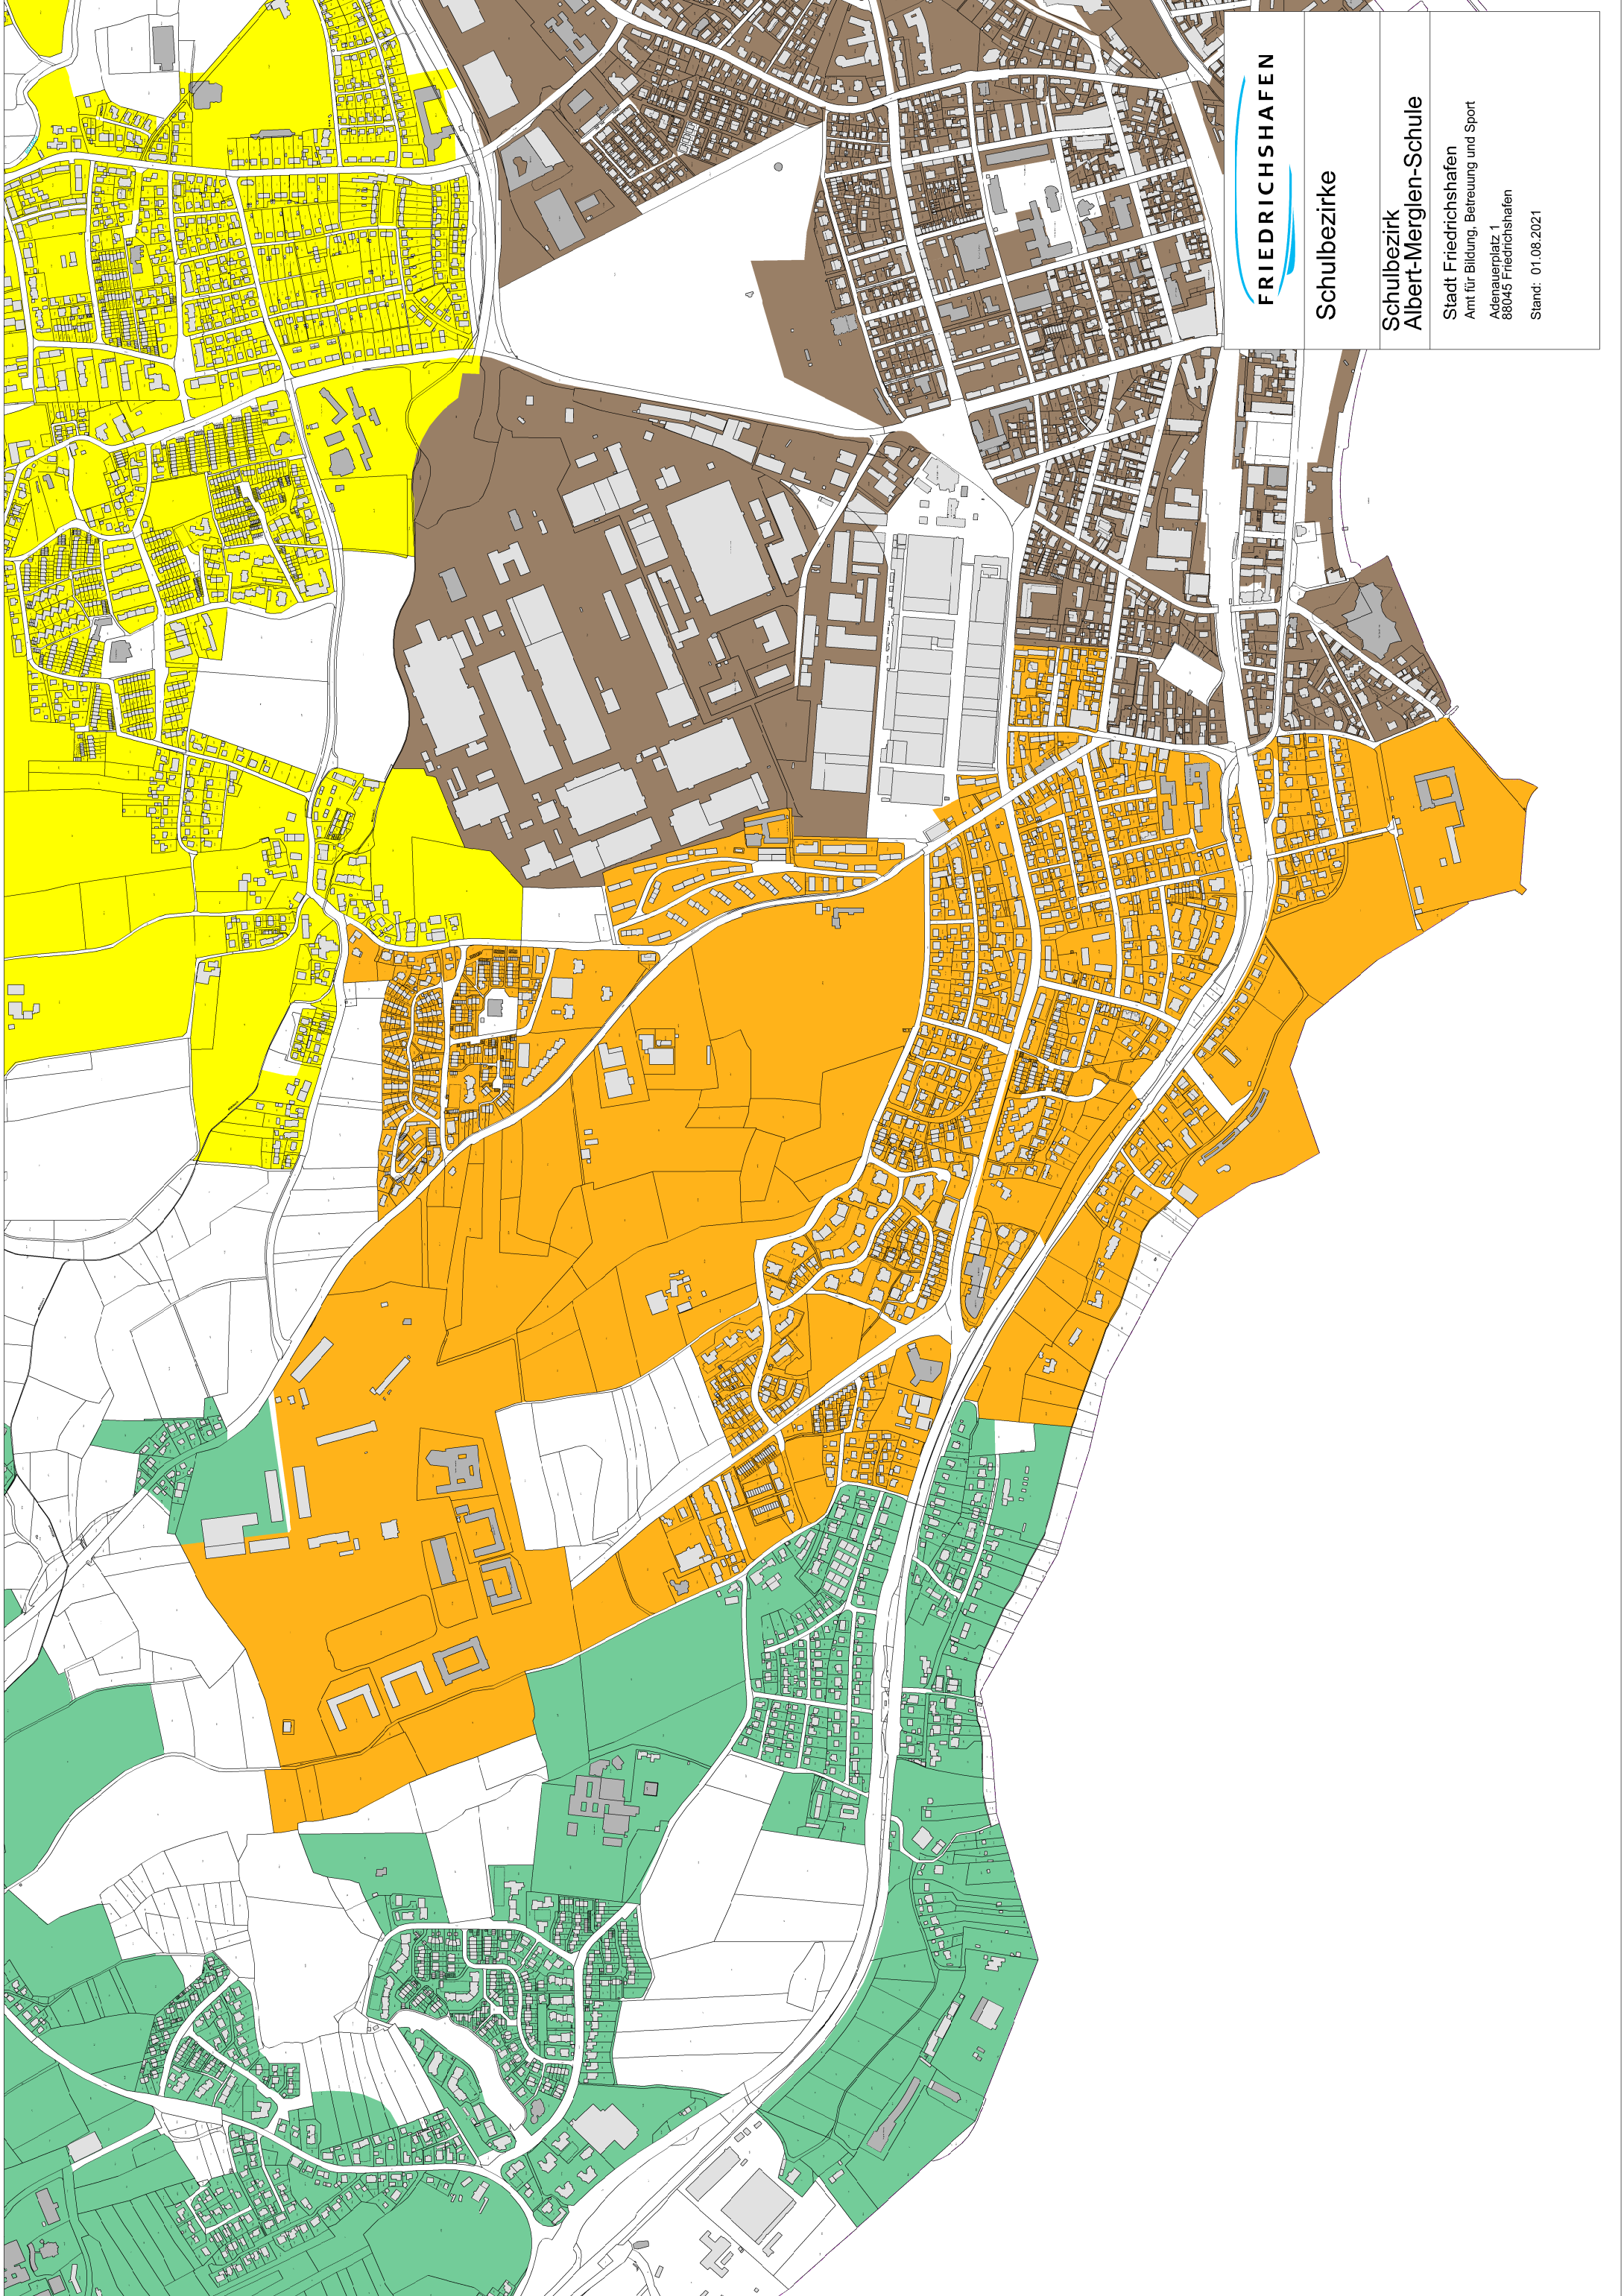 FRIEDRICHSHAFEN
Schulbezirke
Schulbezirk
Albert-Merglen-Schule
Stadt Friedrichshafen
Amt für Bildung, Betreuung und Sport
Adenauerplatz 1
88045 Friedrichshafen
Stand: 01.08.2021